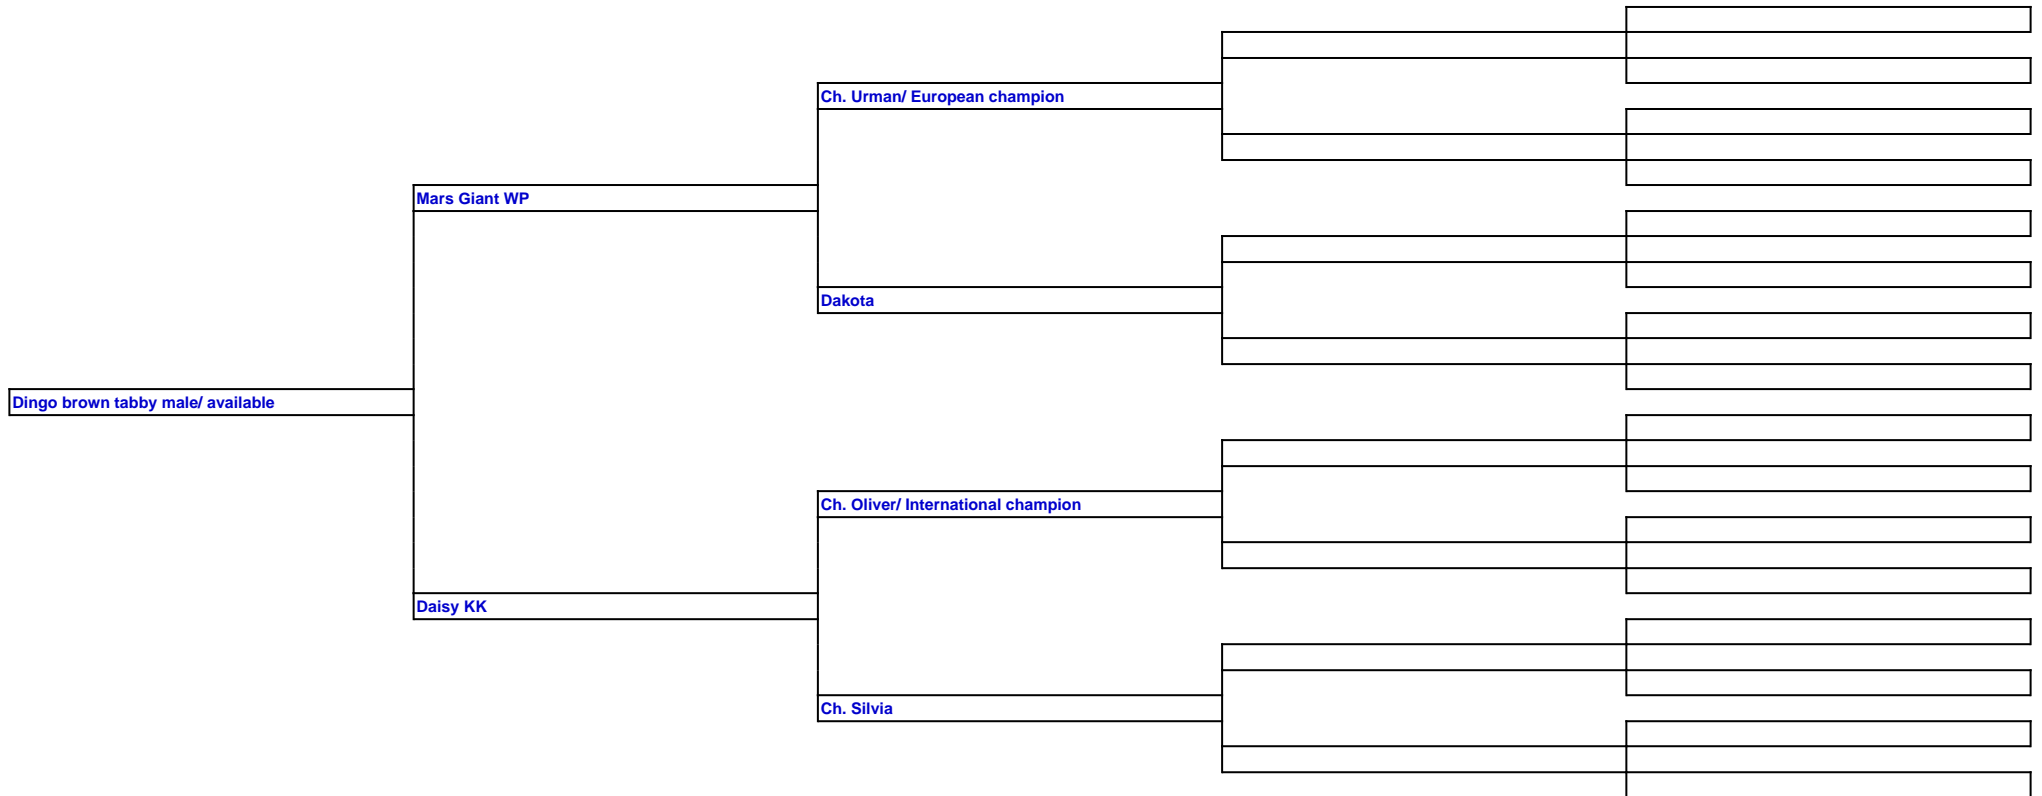 Ch. Urman/ European champion
Mars Giant WP
Dakota
Dingo brown tabby male/ available
Ch. Oliver/ International champion
Daisy KK
Ch. Silvia